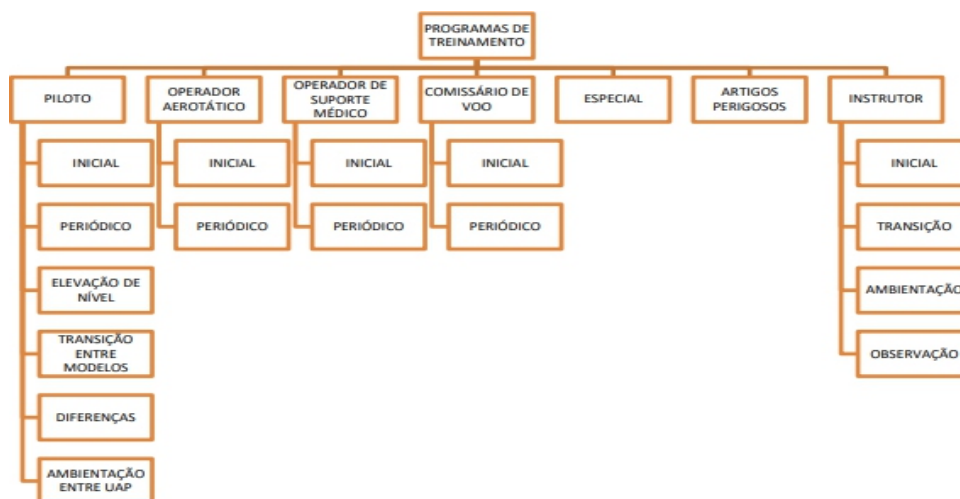 PROGRAMAS DE
TREINAMENTO
PILOTO
OPERADOR
AEROTÁTICO
OPERADOR DE
SUPORTE
MÉDICO
COMISSÁRIO DE
VOO
ESPECIAL
ARTIGOS
PERIGOSOS
INSTRUTOR
INICIAL
INICIAL
INICIAL
INICIAL
INICIAL
PERIÓDICO
PERIÓDICO
PERIÓDICO
PERIÓDICO
TRANSIÇÃO
ELEVAÇÃO DE
NÍVEL
AMBIENTAÇÃO
TRANSIÇÃO
ENTRE
MODELOS
OBSERVAÇÃO
DIFERENÇAS
AMBIENTAÇÃO
ENTRE UAP